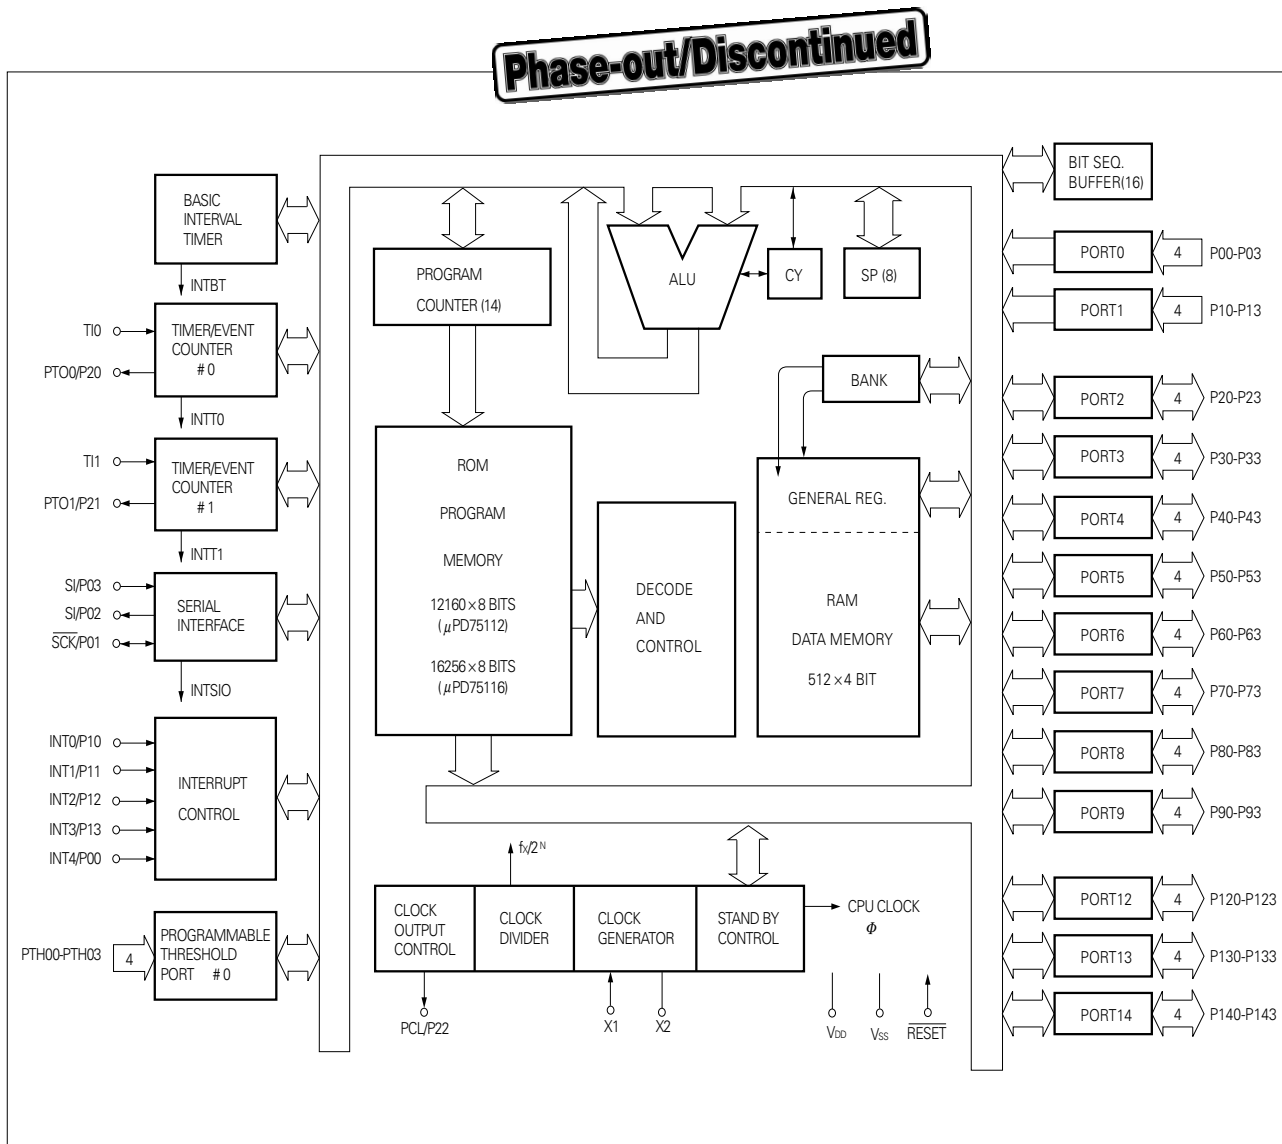 Phase-out/Discontinued
BASIC
INTERVAL
TIMER
INTBT
TI0
PTO0/P20
TIMER/EVENT
COUNTER
#0
INTT0
TI1
PTO1/P21
TIMER/EVENT
COUNTER
#1
INTT1
SI/P03
SI/P02
SCK/P01
SERIAL
INTERFACE
INTSIO
INT0/P10
INT1/P11
INT2/P12
INT3/P13
INT4/P00
INTERRUPT
CONTROL
PTH00-PTH03
4
PROGRAMMABLE
THRESHOLD
PORT #0
PROGRAM
COUNTER (14)
ALU
CY
SP (8)
BANK
ROM
PROGRAM
MEMORY
12160×8 BITS
(μPD75112)
16256×8 BITS
(μPD75116)
DECODE
AND
CONTROL
GENERAL REG.
RAM
DATA MEMORY
512×4 BIT
fX/2N
CLOCK
OUTPUT
CONTROL
CLOCK
DIVIDER
CLOCK
GENERATOR
STAND BY
CONTROL
CPU CLOCK
Φ
PCL/P22
X1
X2
VDD
VSS
RESET
BIT SEQ.
BUFFER(16)
PORT0
4
P00-P03
PORT1
4
P10-P13
PORT2
4
P20-P23
PORT3
4
P30-P33
PORT4
4
P40-P43
PORT5
4
P50-P53
PORT6
4
P60-P63
PORT7
4
P70-P73
PORT8
4
P80-P83
PORT9
4
P90-P93
PORT12
4
P120-P123
PORT13
4
P130-P133
PORT14
4
P140-P143